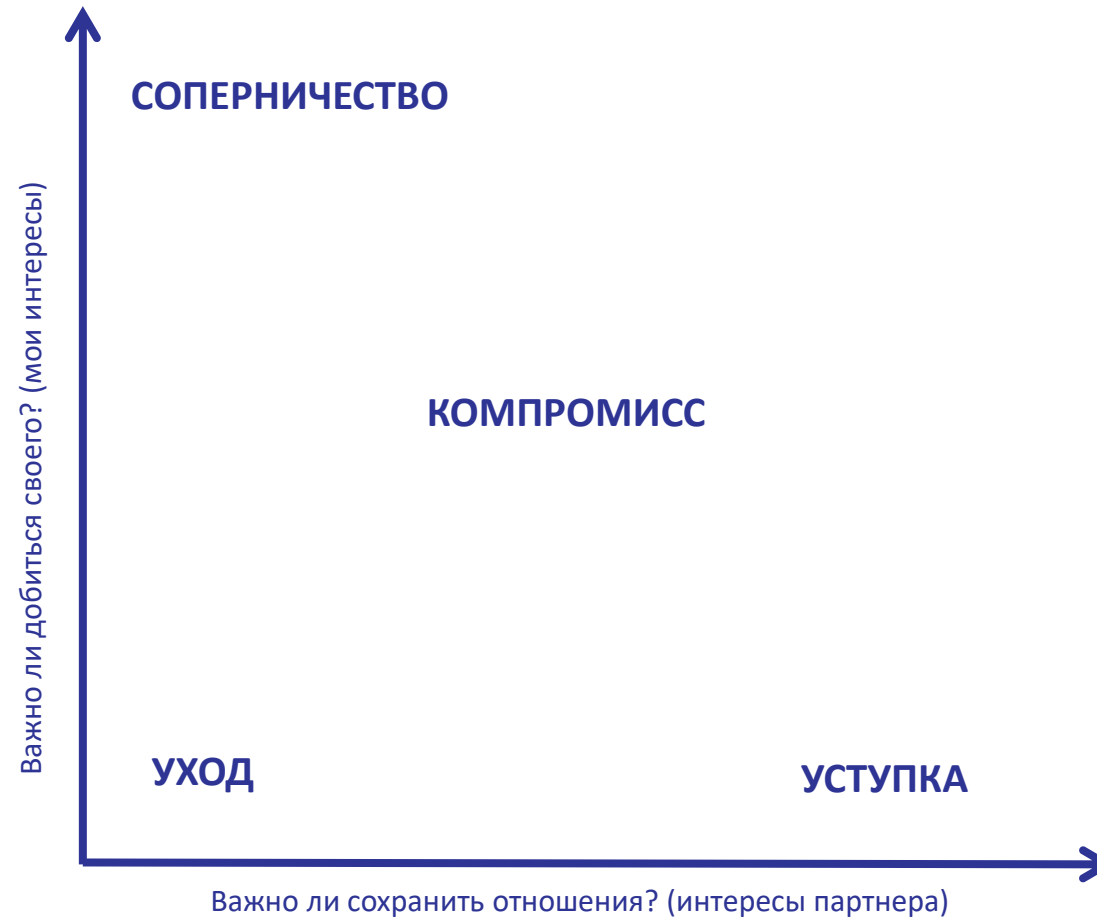 СОПЕРНИЧЕСТВО
Важно ли добиться своего? (мои интересы)
КОМПРОМИСС
УХОД
УСТУПКА
Важно ли сохранить отношения? (интересы партнера)